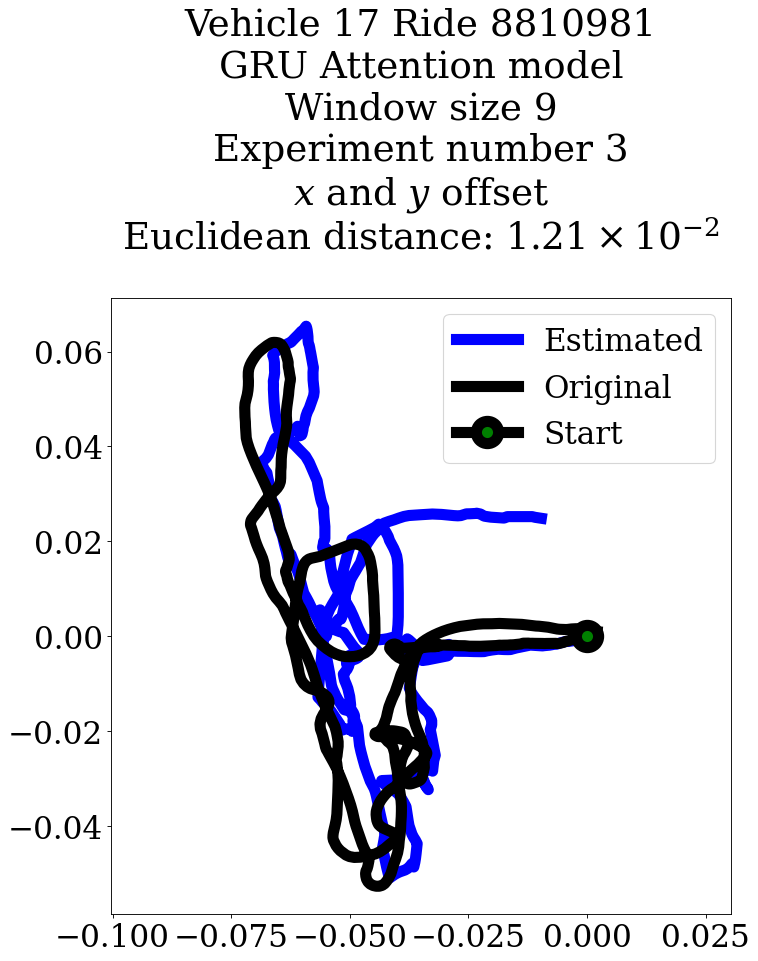 Vehicle 17 Ride 8810981
GRU Attention model
Window size 9
Experiment number 3
x and y offset
Euclidean distance: 1.21 × 10⁻²
Estimated
Original
Start
0.06
0.04
0.02
0.00
−0.02
−0.04
−0.100 −0.075 −0.050 −0.025 0.000 0.025